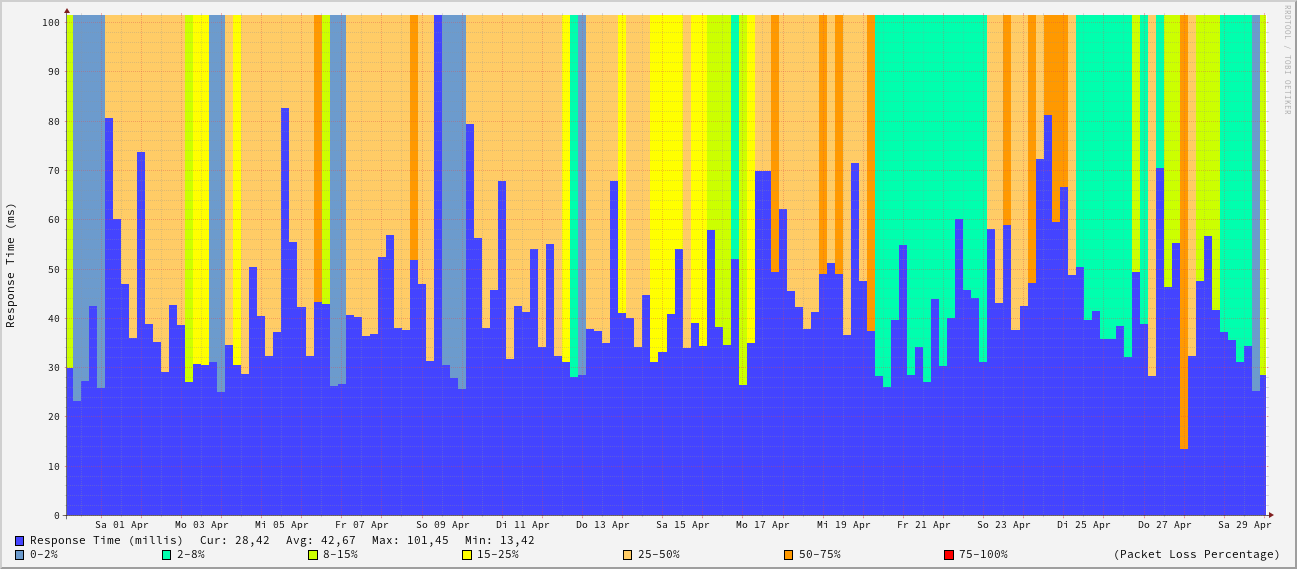 RRDTOOL / TOBI OETIKER
Response Time (ms)
100
90
80
70
60
50
40
30
20
10
0
Sa 01 Apr Mo 03 Apr Mi 05 Apr Fr 07 Apr So 09 Apr Di 11 Apr Do 13 Apr Sa 15 Apr Mo 17 Apr Mi 19 Apr Fr 21 Apr So 23 Apr Di 25 Apr Do 27 Apr Sa 29 Apr
Response Time (millis) Cur: 28,42 Avg: 42,67 Max: 101,45 Min: 13,42
0-2% 2-8% 8-15% 15-25% 25-50% 50-75% 75-100% (Packet Loss Percentage)